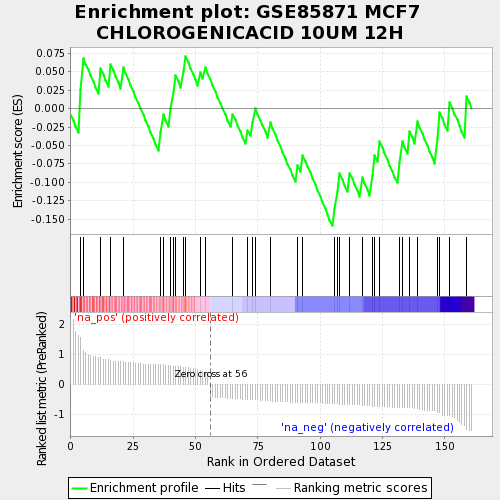 Enrichment plot: GSE85871 MCF7
CHLOROGENICACID 10UM 12H
Enrichment score (ES)
0.075
0.050
0.025
0.000
-0.025
-0.050
-0.075
-0.100
-0.125
-0.150
'na_pos' (positively correlated)
Ranked list metric (PreRanked)
2
1
0
-1
Zero cross at 56
'na_neg' (negatively correlated)
0 25 50 75 100 125 150
Rank in Ordered Dataset
Enrichment profile Hits Ranking metric scores